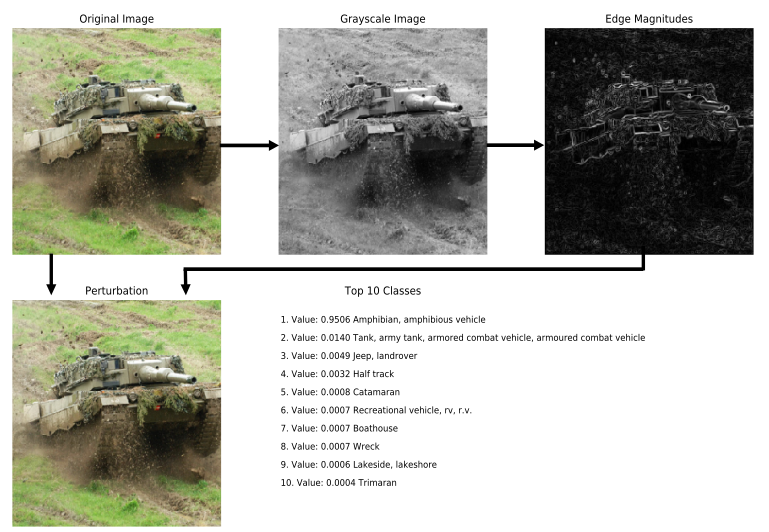 Original Image
Grayscale Image
Edge Magnitudes
Perturbation
Top 10 Classes
1. Value: 0.9506 Amphibian, amphibious vehicle
2. Value: 0.0140 Tank, army tank, armored combat vehicle, armoured combat vehicle
3. Value: 0.0049 Jeep, landrover
4. Value: 0.0032 Half track
5. Value: 0.0008 Catamaran
6. Value: 0.0007 Recreational vehicle, rv, r.v.
7. Value: 0.0007 Boathouse
8. Value: 0.0007 Wreck
9. Value: 0.0006 Lakeside, lakeshore
10. Value: 0.0004 Trimaran